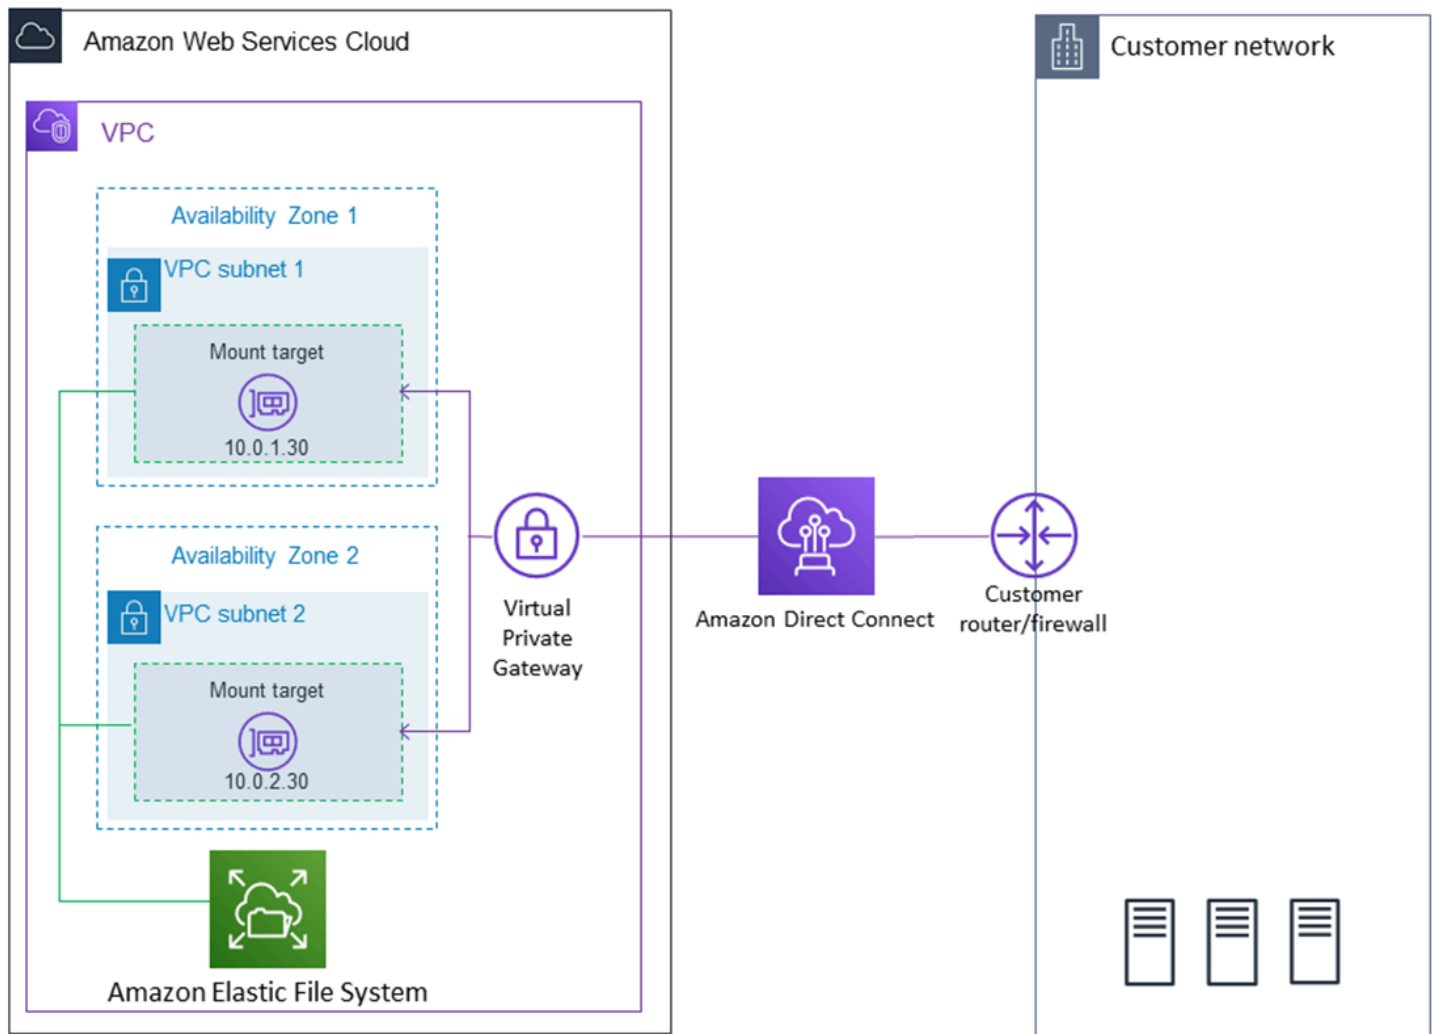 Amazon Web Services Cloud
Customer network
VPC
Availability Zone 1
VPC subnet 1
Mount target
10.0.1.30
Availability Zone 2
VPC subnet 2
Mount target
10.0.2.30
Virtual
Private
Gateway
Amazon Direct Connect
Customer
router/firewall
Amazon Elastic File System